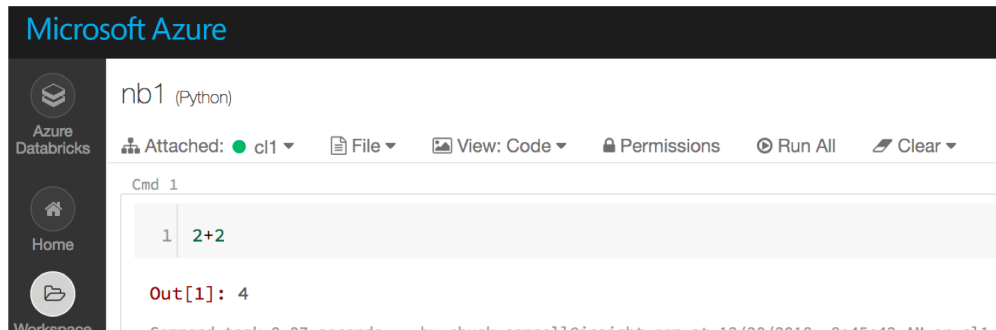 Microsoft Azure
nb1 (Python)
Azure
Databricks
Attached: cl1
File
View: Code
Permissions
Run All
Clear
Cmd 1
Home
1 2+2
Out[1]: 4
Workspace